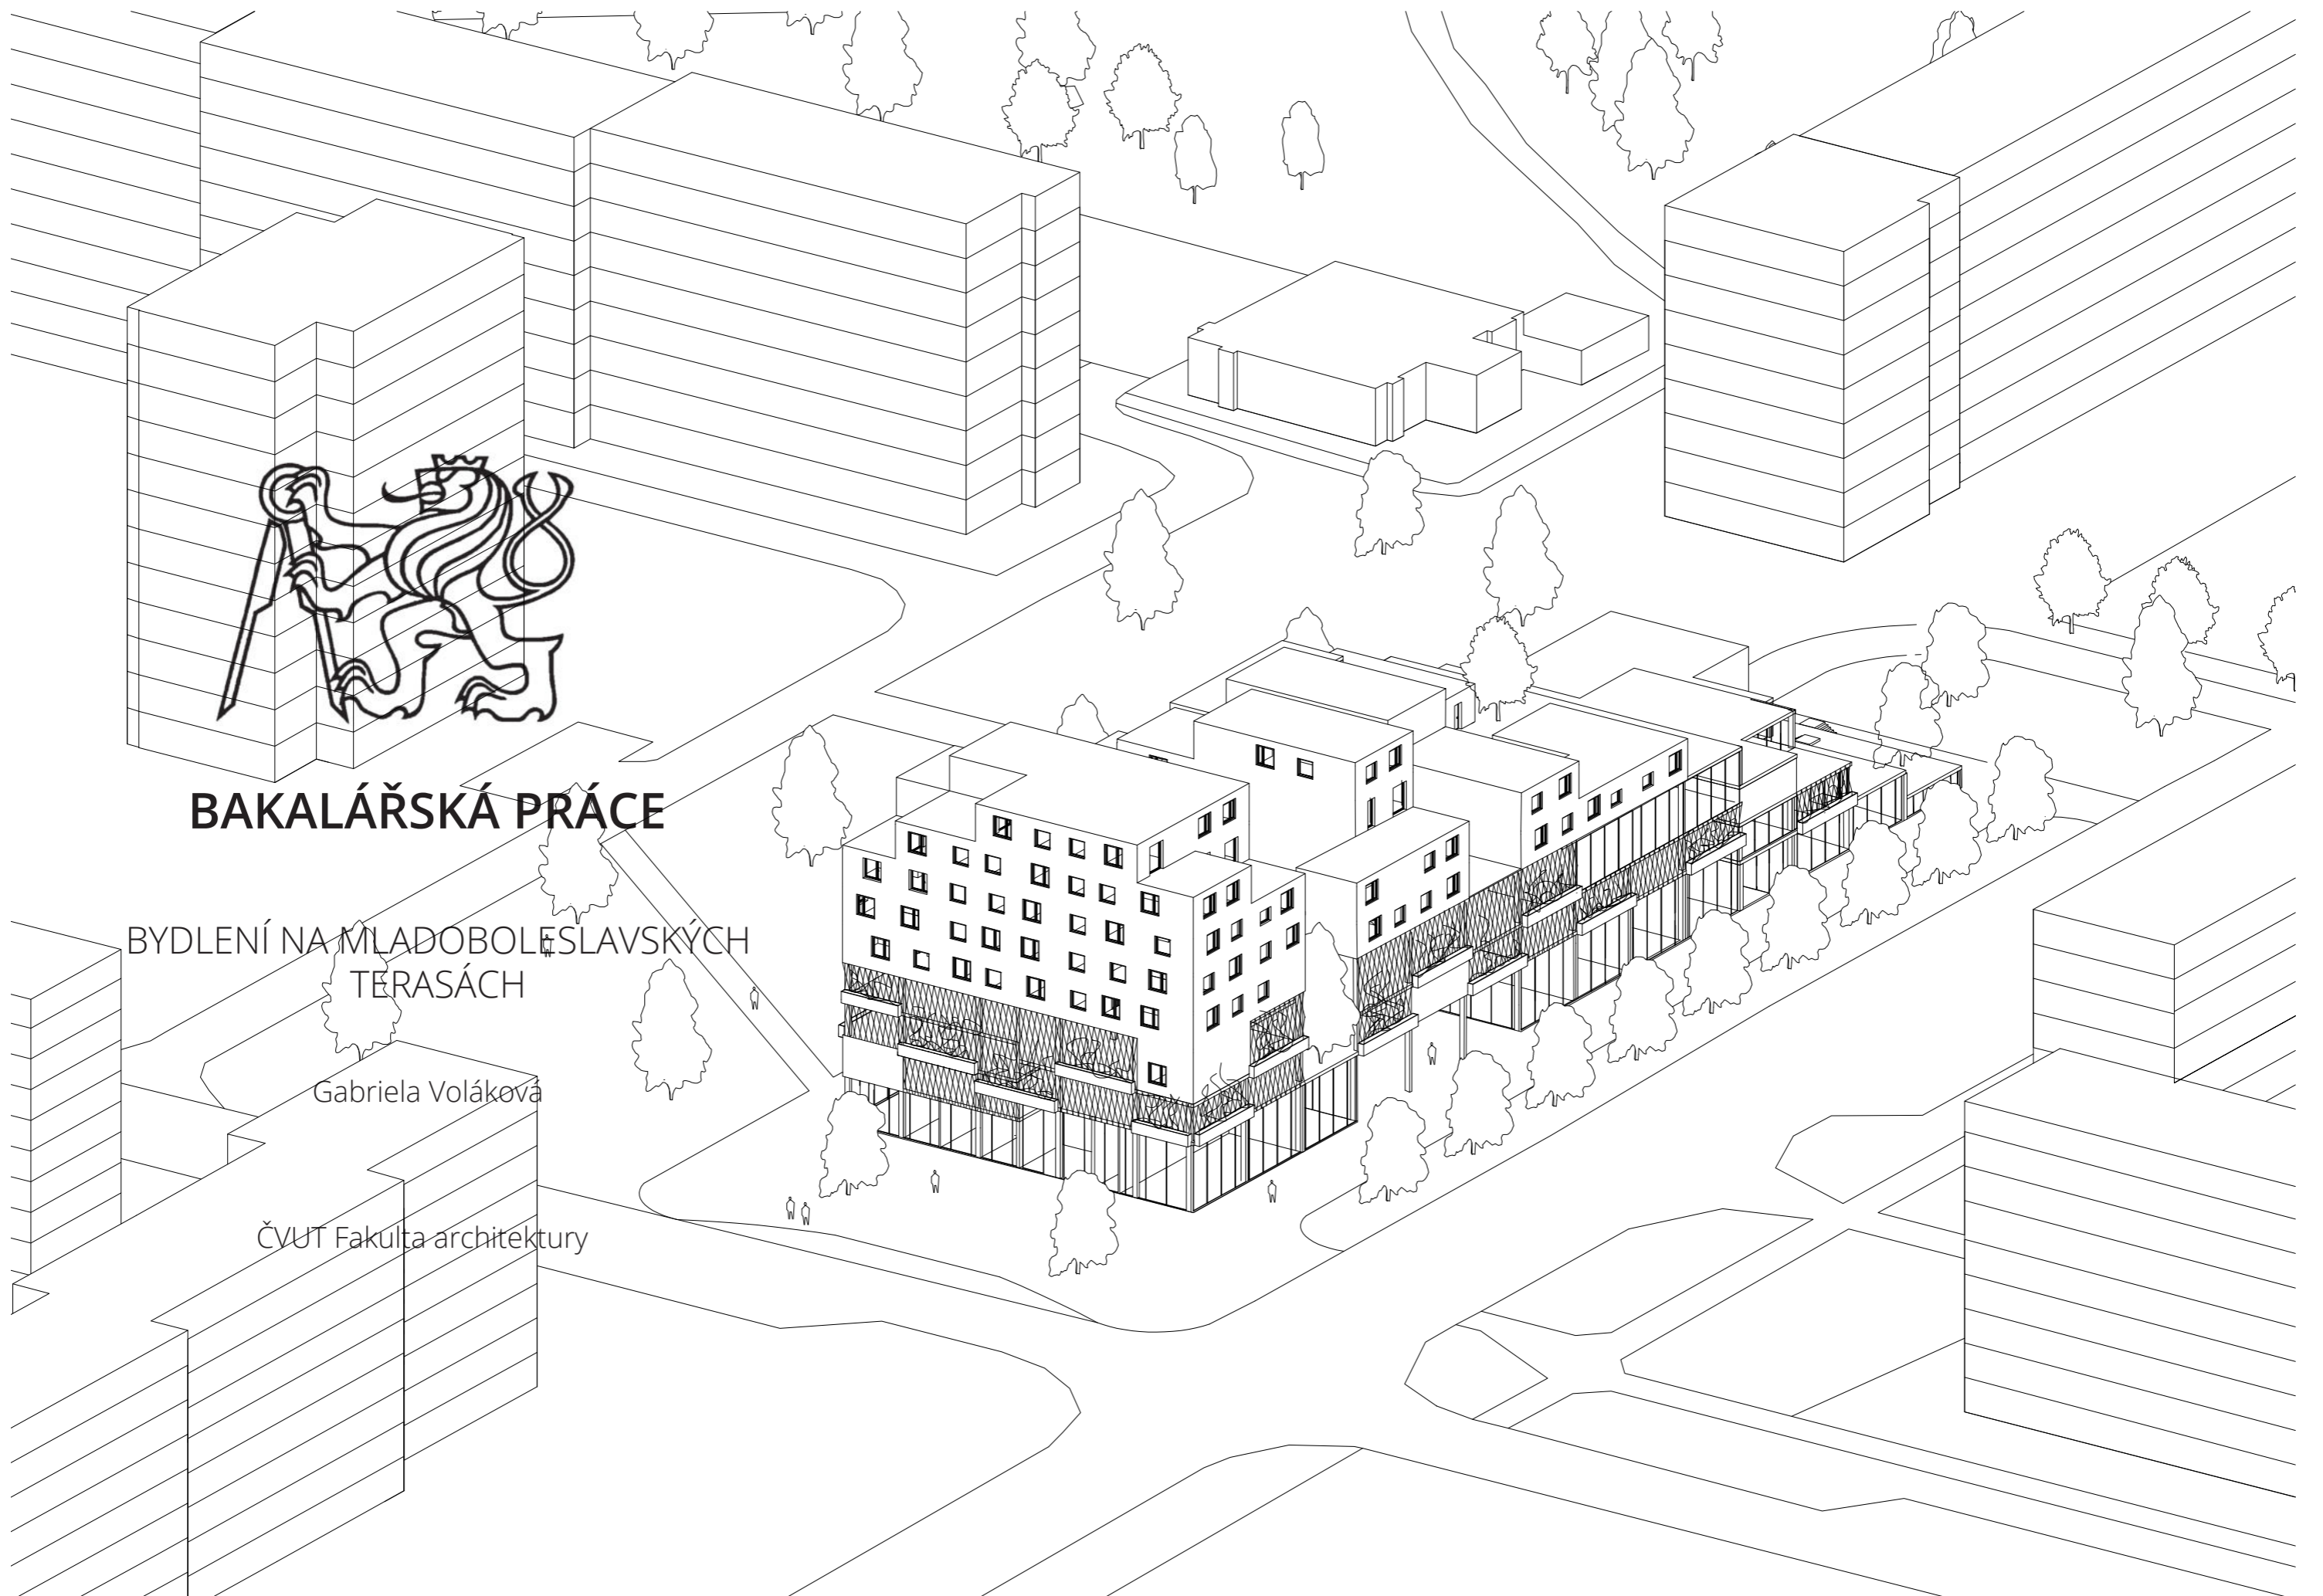 BAKALÁŘSKÁ PRÁCE
BYDLENÍ NA MLADOBOLESLAVSKÝCH
TERASÁCH
Gabriela Voláková
ČVUT Fakulta architektury